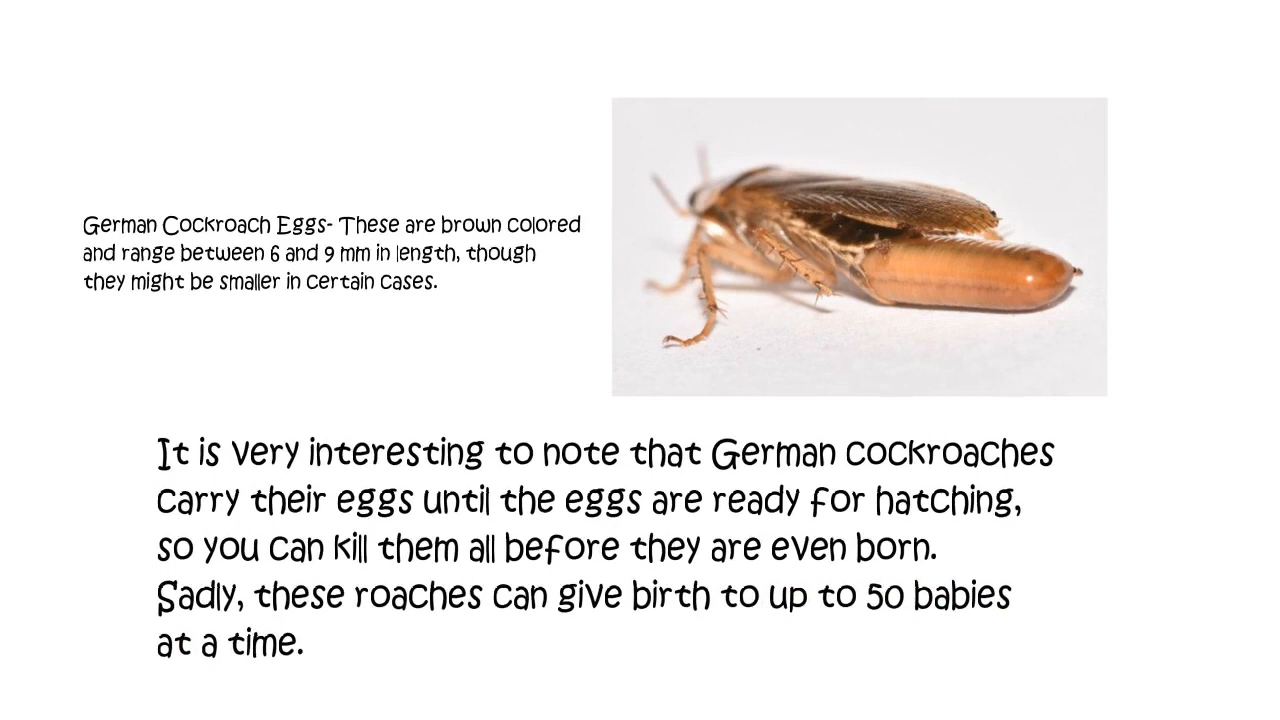 German Cockroach Eggs- These are brown colored
and range between 6 and 9 mm in length, though
they might be smaller in certain cases.
It is very interesting to note that German cockroaches
carry their eggs until the eggs are ready for hatching,
so you can kill them all before they are even born.
Sadly, these roaches can give birth to up to 50 babies
at a time.